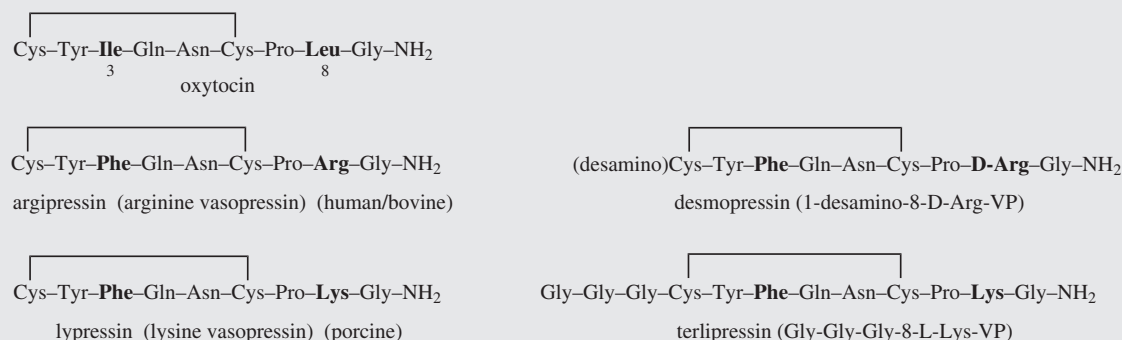 Cys–Tyr–Ile–Gln–Asn–Cys–Pro–Leu–Gly–NH2
3 8
oxytocin
Cys–Tyr–Phe–Gln–Asn–Cys–Pro–Arg–Gly–NH2
argipressin (arginine vasopressin) (human/bovine)
(desamino)Cys–Tyr–Phe–Gln–Asn–Cys–Pro–D-Arg–Gly–NH2
desmopressin (1-desamino-8-D-Arg-VP)
Cys–Tyr–Phe–Gln–Asn–Cys–Pro–Lys–Gly–NH2
lypressin (lysine vasopressin) (porcine)
Gly–Gly–Gly–Cys–Tyr–Phe–Gln–Asn–Cys–Pro–Lys–Gly–NH2
terlipressin (Gly-Gly-Gly-8-L-Lys-VP)